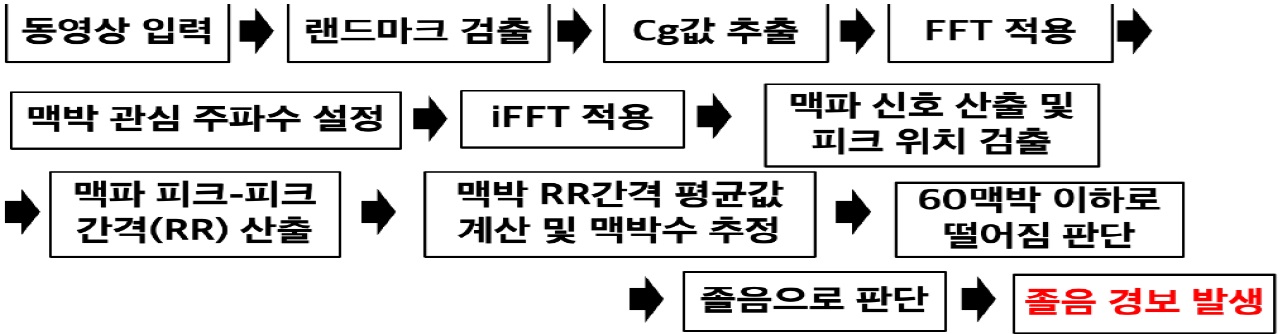 동영상 입력
랜드마크 검출
Cg값 추출
FFT 적용
맥박 관심 주파수 설정
iFFT 적용
맥파 신호 산출 및
피크 위치 검출
맥파 피크-피크
간격(RR) 산출
맥박 RR간격 평균값
계산 및 맥박수 추정
60맥박 이하로
떨어짐 판단
졸음으로 판단
졸음 경보 발생